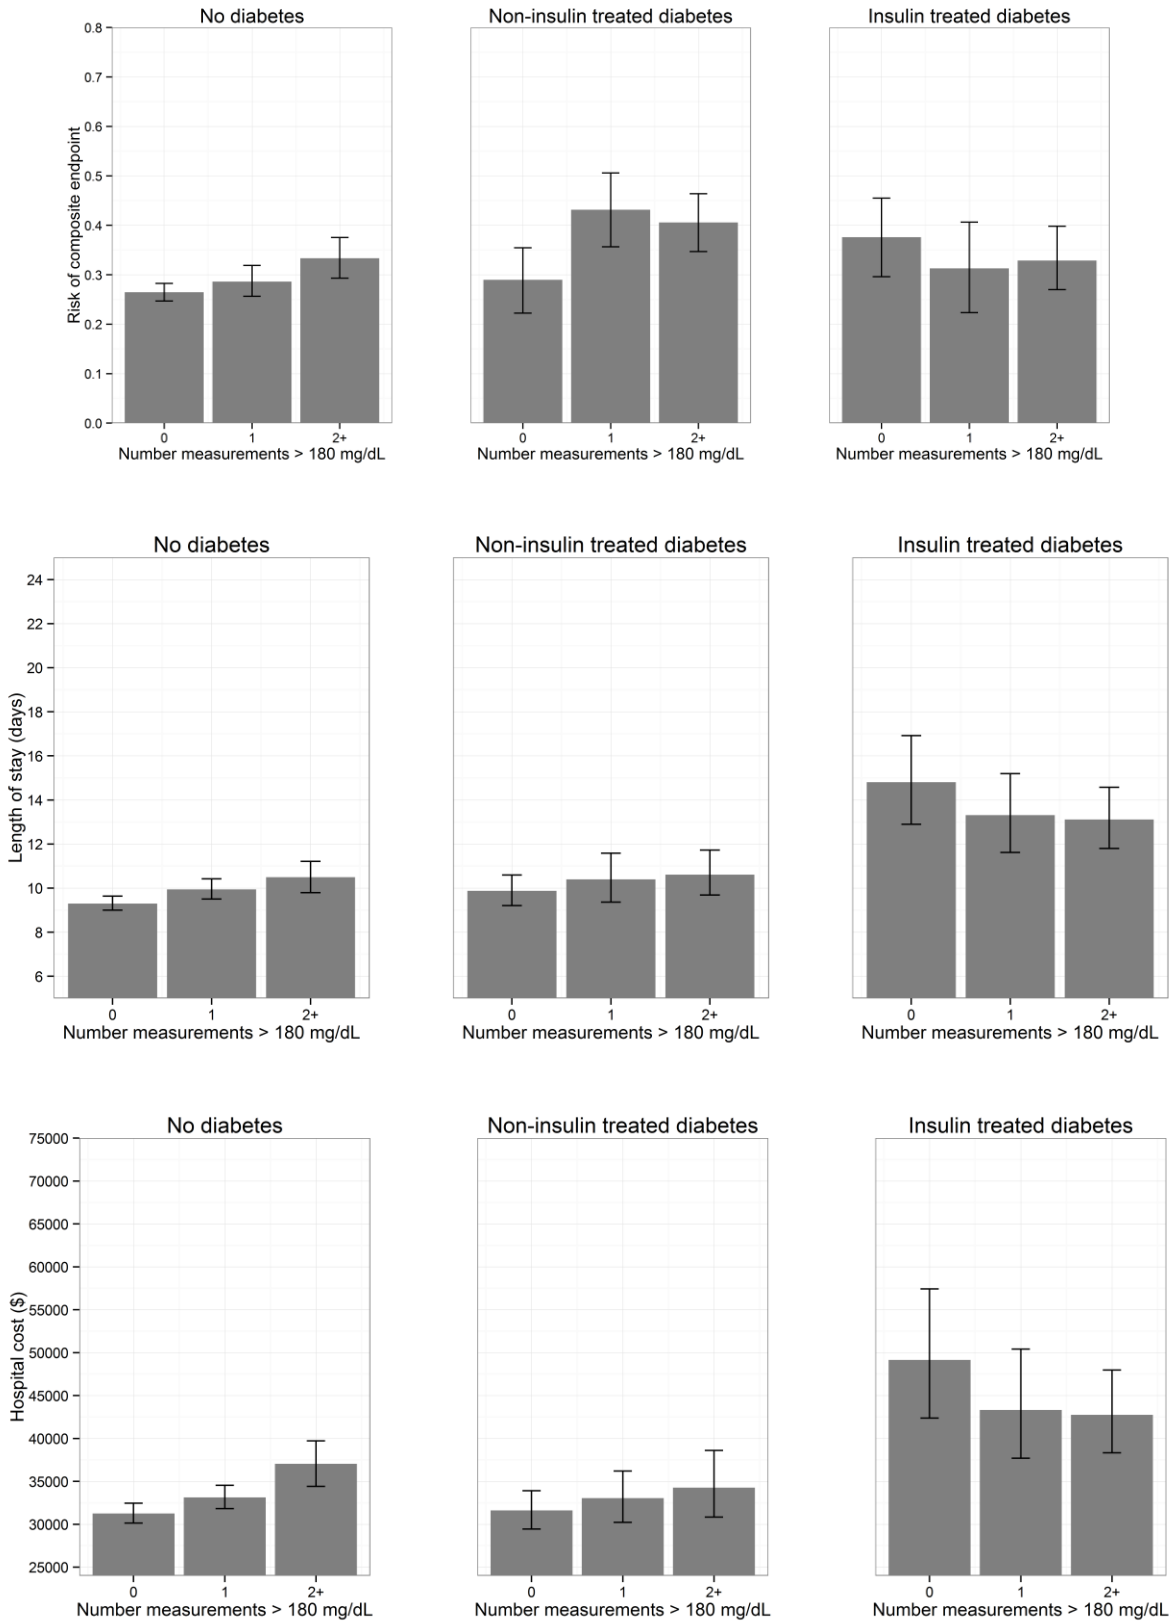 No diabetes
Non-insulin treated diabetes
Insulin treated diabetes
Risk of composite endpoint
0.8
0.7
0.6
0.5
0.4
0.3
0.2
0.1
0.0
0 1 2+
0 1 2+
0 1 2+
Number measurements > 180 mg/dL
Number measurements > 180 mg/dL
Number measurements > 180 mg/dL
No diabetes
Non-insulin treated diabetes
Insulin treated diabetes
Length of stay (days)
24
22
20
18
16
14
12
10
8
6
0 1 2+
0 1 2+
0 1 2+
Number measurements > 180 mg/dL
Number measurements > 180 mg/dL
Number measurements > 180 mg/dL
No diabetes
Non-insulin treated diabetes
Insulin treated diabetes
Hospital cost ($)
75000
70000
65000
60000
55000
50000
45000
40000
35000
30000
25000
0 1 2+
0 1 2+
0 1 2+
Number measurements > 180 mg/dL
Number measurements > 180 mg/dL
Number measurements > 180 mg/dL